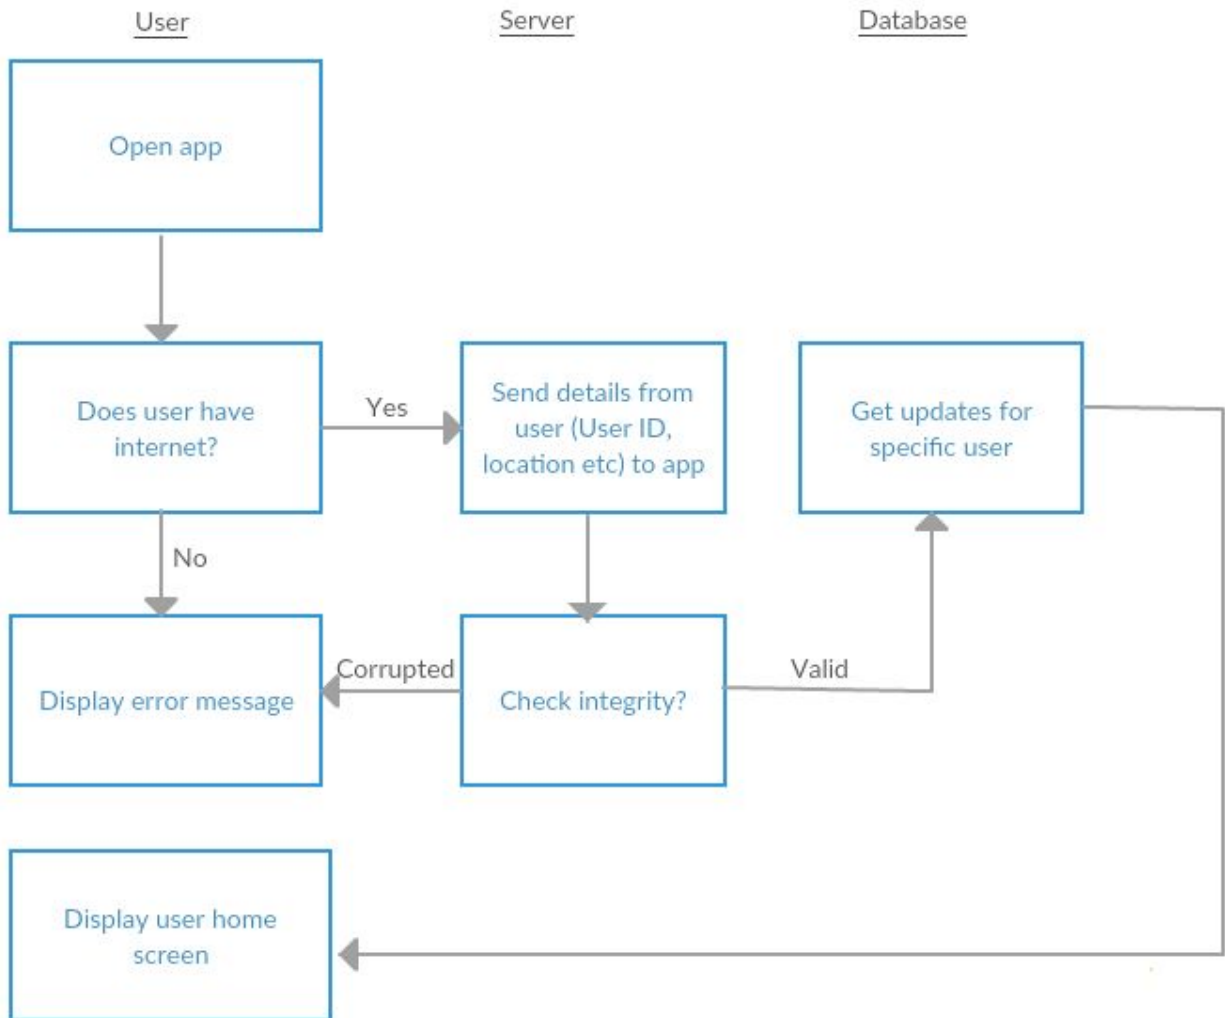 User
Server
Database
Open app
Does user have
internet?
Yes
Send details from
user (User ID,
location etc) to app
Get updates for
specific user
No
Display error message
Corrupted
Check integrity?
Valid
Display user home
screen